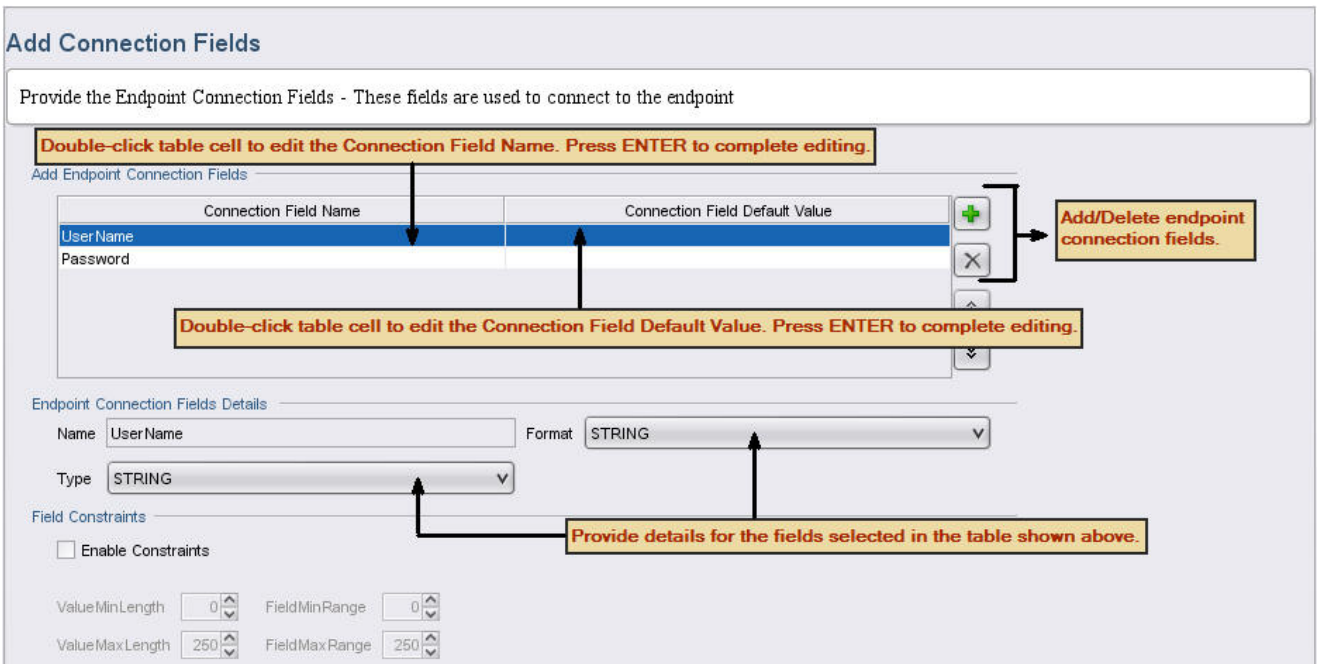 Add Connection Fields
Provide the Endpoint Connection Fields - These fields are used to connect to the endpoint
Double-click table cell to edit the Connection Field Name. Press ENTER to complete editing.
Add Endpoint Connection Fields
Connection Field Name Connection Field Default Value
UserName
Password
Add/Delete endpoint
connection fields.
Double-click table cell to edit the Connection Field Default Value. Press ENTER to complete editing.
Endpoint Connection Fields Details
Name UserName Format STRING
Type STRING
Field Constraints
Provide details for the fields selected in the table shown above.
Enable Constraints
ValueMinLength 0 FieldMinRange 0
ValueMaxLength 250 FieldMaxRange 250